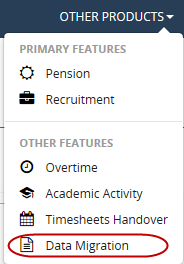 OTHER PRODUCTS
PRIMARY FEATURES
Pension
Recruitment
OTHER FEATURES
Overtime
Academic Activity
Timesheets Handover
Data Migration